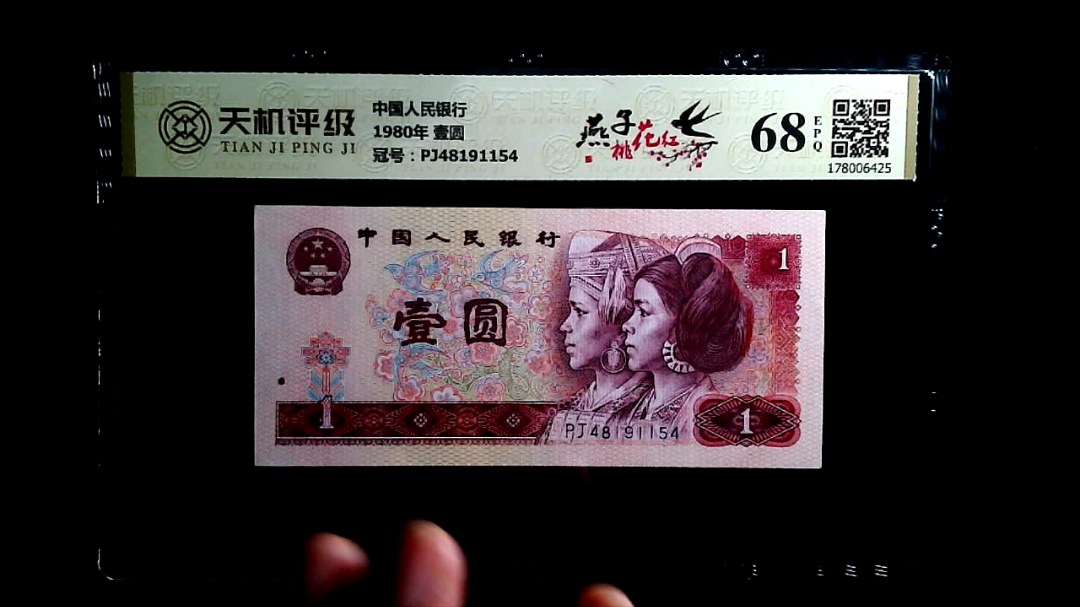 天机评级
TIAN JI PING JI
中国人民银行
1980年 壹圆
冠号：PJ48191154
燕子
桃花红
68
EPQ
178006425
中国人民银行
1
壹圆
1
PJ48191154
1